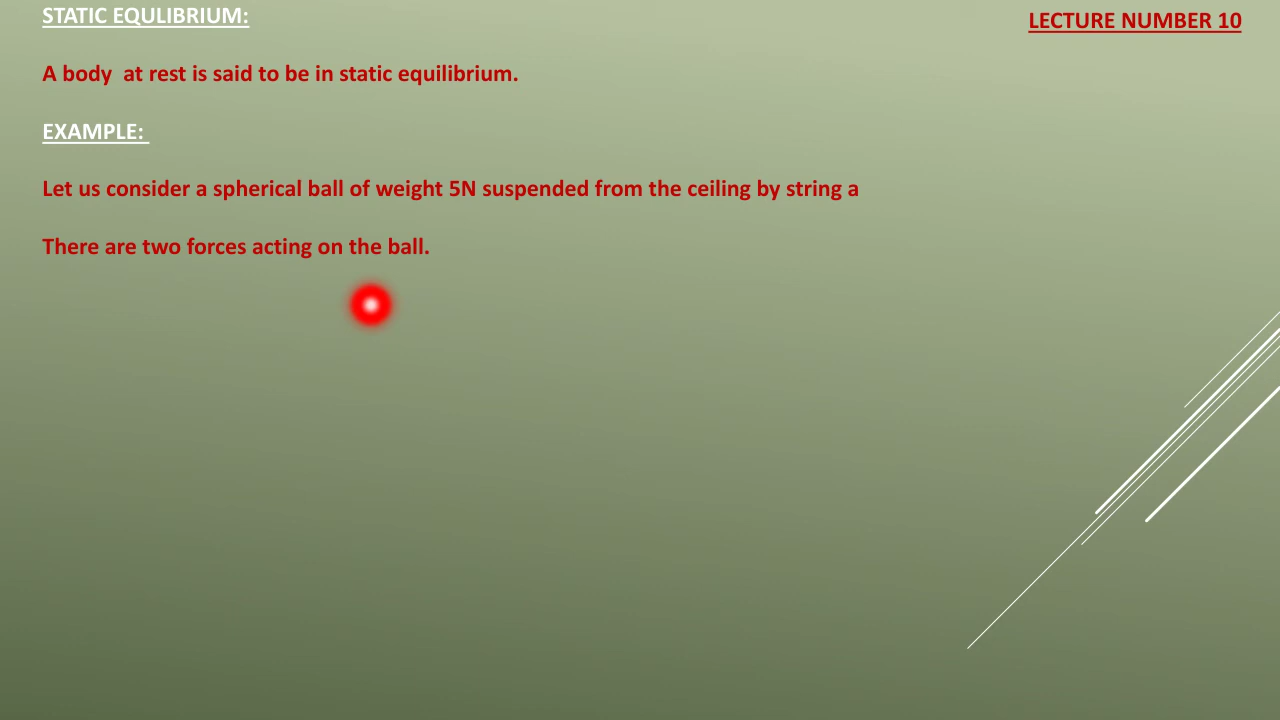 STATIC EQULIBRIUM:
LECTURE NUMBER 10
A body at rest is said to be in static equilibrium.
EXAMPLE:
Let us consider a spherical ball of weight 5N suspended from the ceiling by string a
There are two forces acting on the ball.